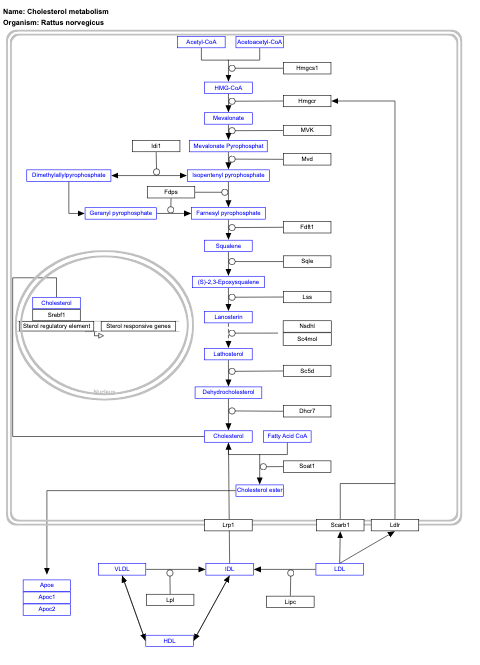 Name: Cholesterol metabolism
Organism: Rattus norvegicus
Acetyl-CoA
Acetoacetyl-CoA
Hmgcs1
HMG-CoA
Hmgcr
Mevalonate
MVK
Idi1
Mevalonate Pyrophosphat
Mvd
Dimethylallylpyrophosphate
Isopentenyl pyrophosphate
Fdps
Geranyl pyrophosphate
Farnesyl pyrophosphate
Fdft1
Squalene
Sqle
(S)-2,3-Epoxysqualene
Lss
Cholesterol
Srebf1
Sterol regulatory element
Sterol responsive genes
Nucleus
Lanosterin
Nsdhl
Sc4mol
Lathosterol
Sc5d
Dehydrocholesterol
Dhcr7
Cholesterol
Fatty Acid CoA
Soat1
Cholesterol ester
Lrp1
Scarb1
Ldlr
VLDL
IDL
LDL
Apoe
Apoc1
Apoc2
Lpl
Lipc
HDL